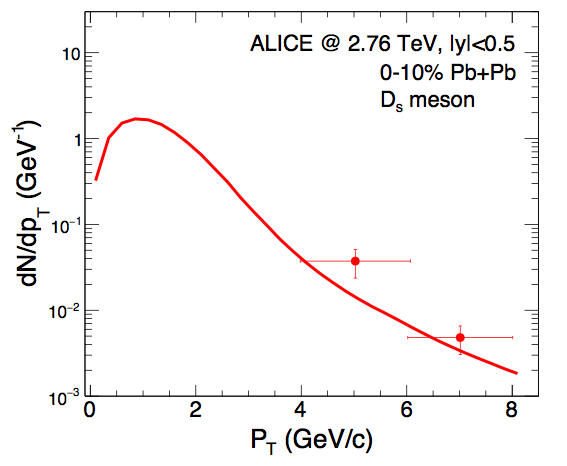 ALICE @ 2.76 TeV, |y|<0.5
0-10% Pb+Pb
Dₛ meson
dN/dp_T (GeV⁻¹)
10
1
10⁻¹
10⁻²
10⁻³
0 2 4 6 8
P_T (GeV/c)